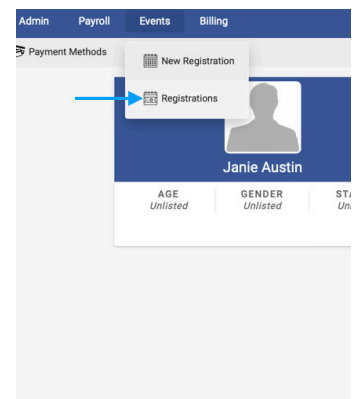 Admin Payroll Events Billing
Payment Methods
New Registration
Registrations
Janie Austin
AGE GENDER
Unlisted Unlisted